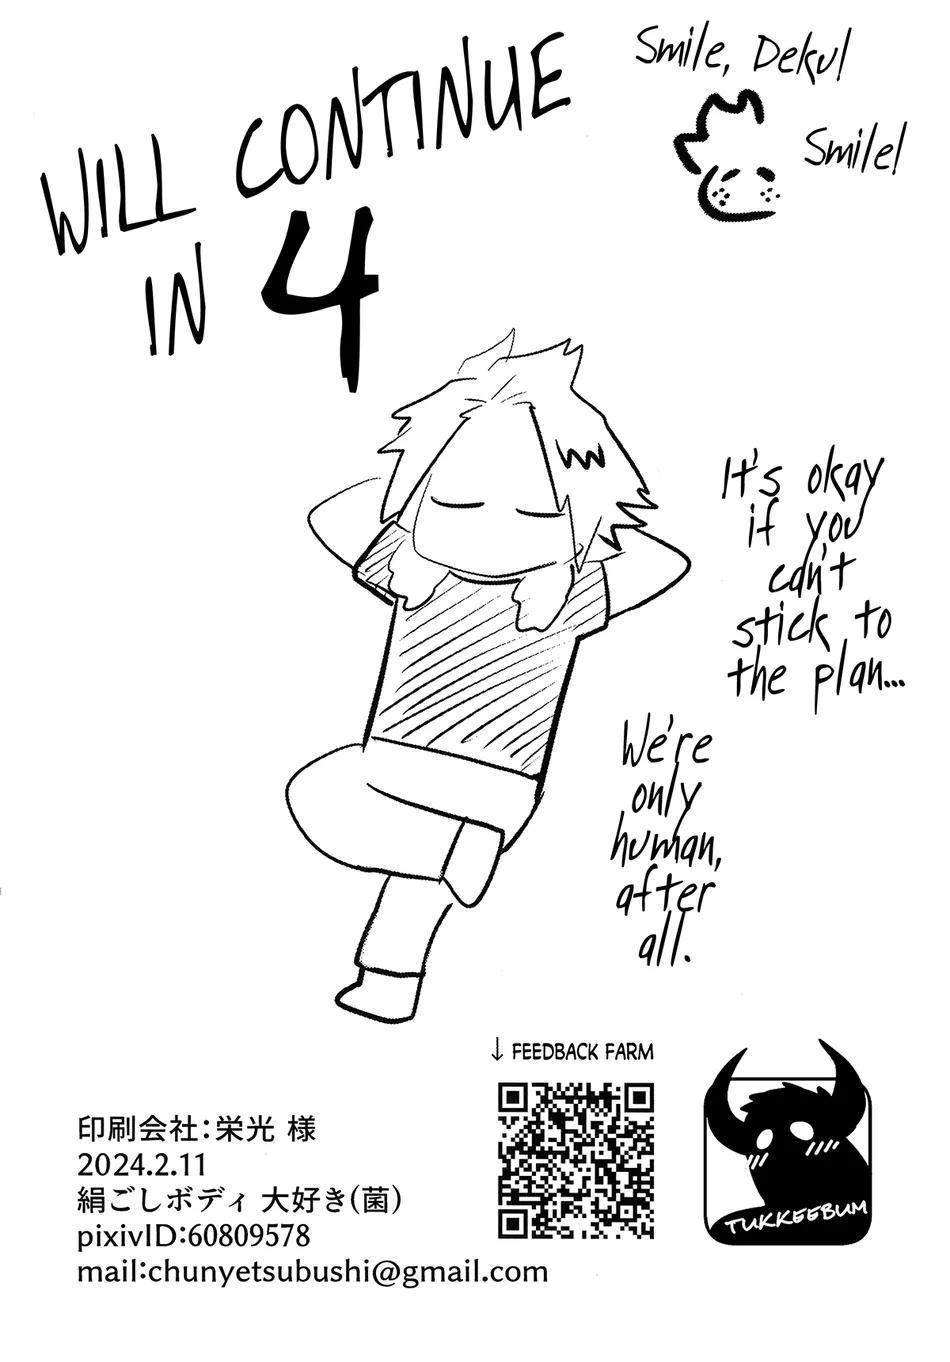 WILL CONTINUE
IN 4
Smile, Deku!
Smile!
It's okay
if you
can't
stick to
the plan...
We're
only
human,
after
all.
↓ FEEDBACK FARM
TUKKEEBUM
印刷会社：栄光 様
2024.2.11
絹ごしボディ 大好き(菌)
pixivID:60809578
mail:chunyetsubushi@gmail.com